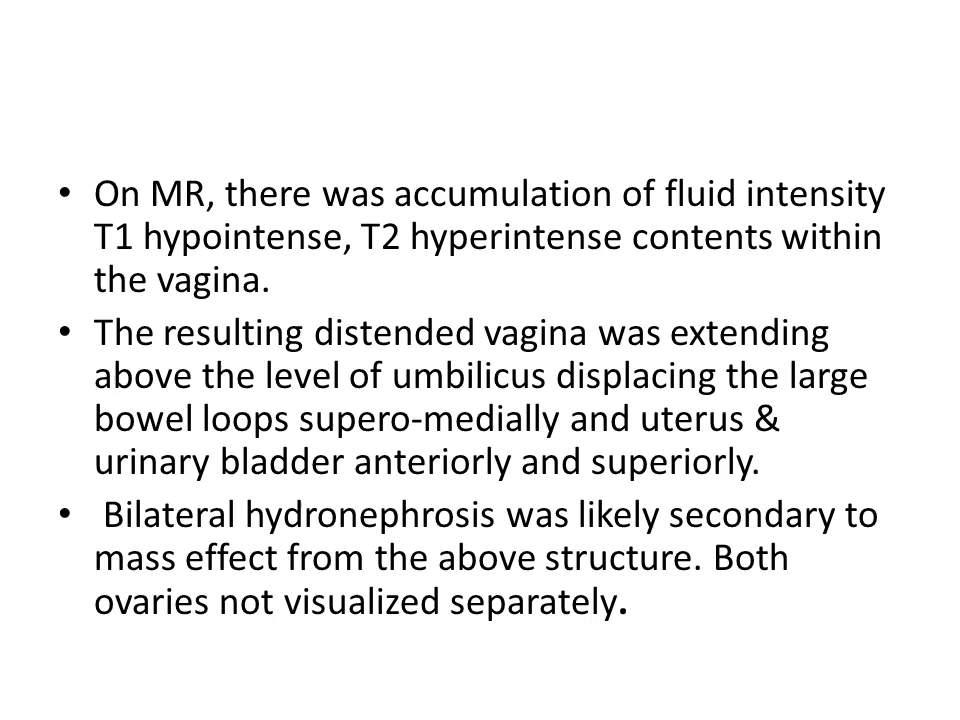 • On MR, there was accumulation of fluid intensity
T1 hypointense, T2 hyperintense contents within
the vagina.
• The resulting distended vagina was extending
above the level of umbilicus displacing the large
bowel loops supero-medially and uterus &
urinary bladder anteriorly and superiorly.
• Bilateral hydronephrosis was likely secondary to
mass effect from the above structure. Both
ovaries not visualized separately.